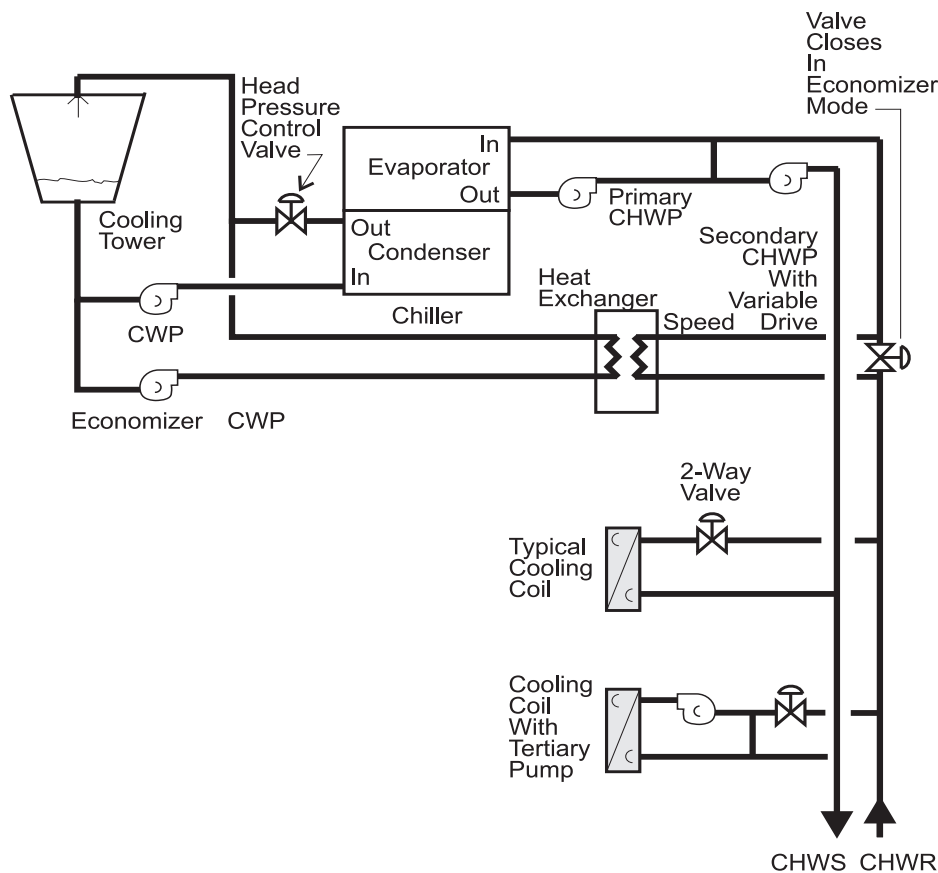 Valve
Closes
In
Economizer
Mode
Head
Pressure
Control
Valve
In
Evaporator
Out
Primary
CHWP
Cooling
Tower
Out
Condenser
In
Secondary
CHWP
With
Speed Variable
Drive
Heat
Exchanger
CWP
Chiller
Economizer CWP
2-Way
Valve
Typical
Cooling
Coil
Cooling
Coil
With
Tertiary
Pump
CHWS CHWR